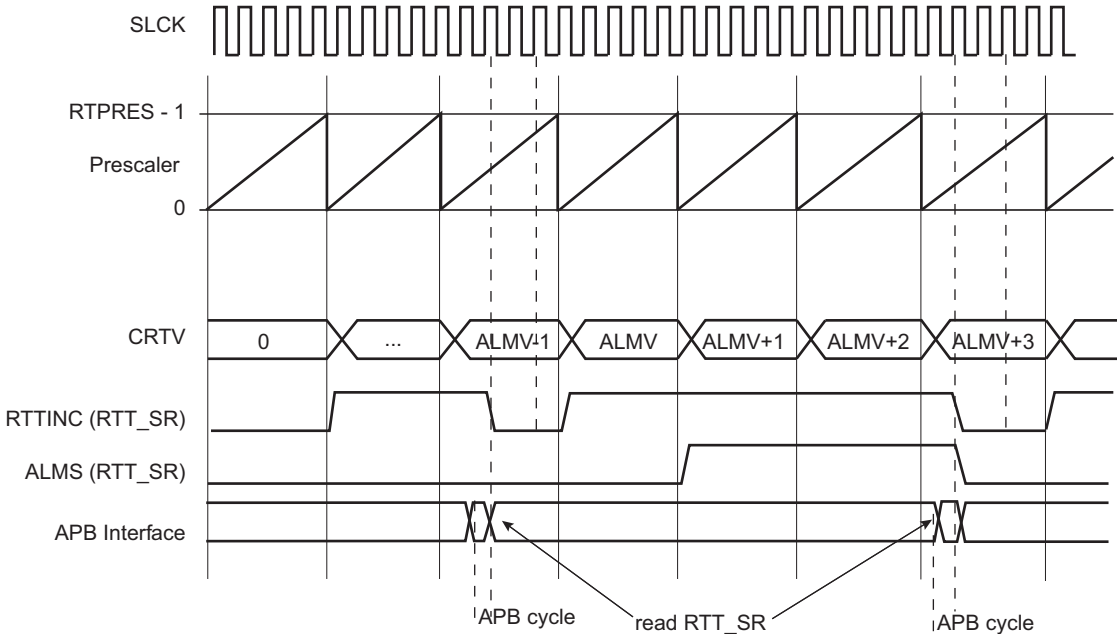 SLCK
RTPRES - 1
Prescaler
0
CRTV 0 ... ALMV-1 ALMV ALMV+1 ALMV+2 ALMV+3
RTTINC (RTT_SR)
ALMS (RTT_SR)
APB Interface
APB cycle read RTT_SR APB cycle